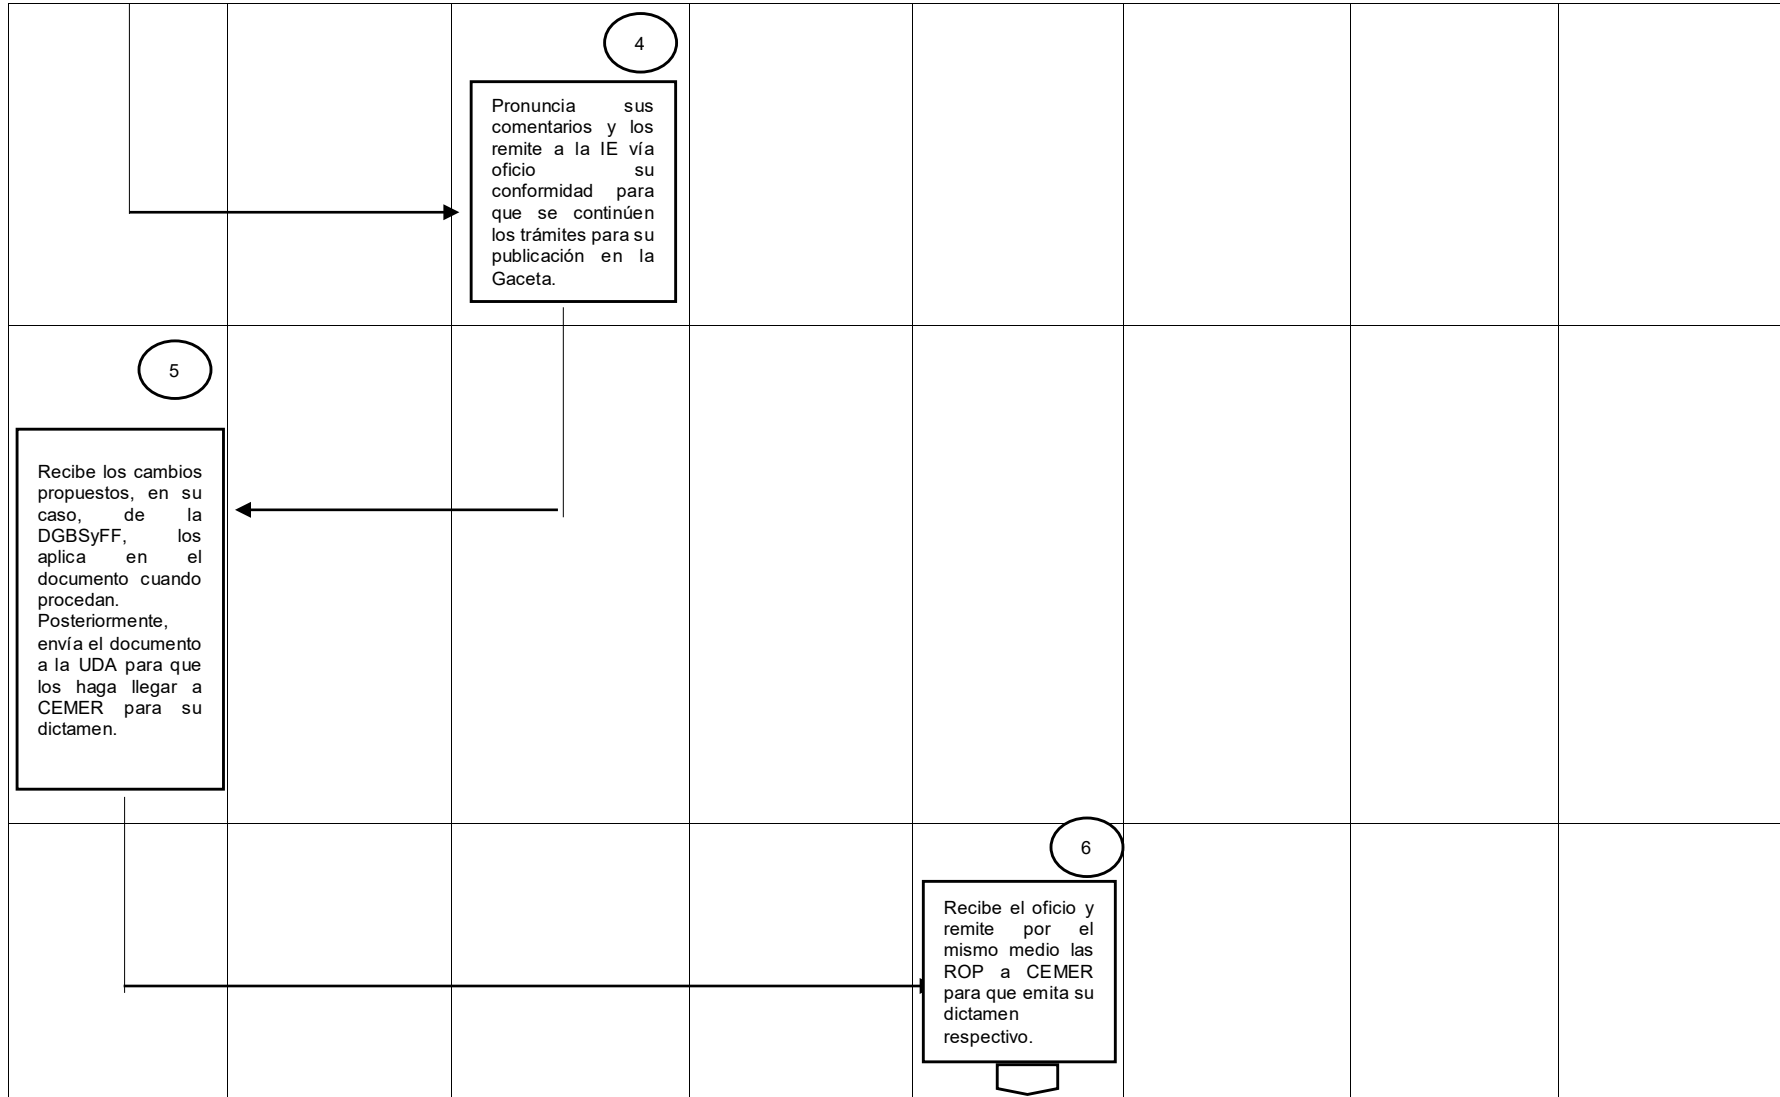 4
Pronuncia sus
comentarios y los
remite a la IE vía
oficio su
conformidad para
que se continúen
los trámites para su
publicación en la
Gaceta.
5
Recibe los cambios
propuestos, en su
caso, de la
DGBSyFF, los
aplica en el
documento cuando
procedan.
Posteriormente,
envía el documento
a la UDA para que
los haga llegar a
CEMER para su
dictamen.
6
Recibe el oficio y
remite por el
mismo medio las
ROP a CEMER
para que emita su
dictamen
respectivo.